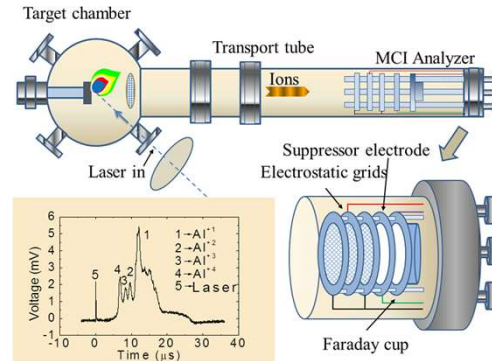 Target chamber
Transport tube
MCI Analyzer
Ions
Laser in
Suppressor electrode
Electrostatic grids
Faraday cup
Voltage (mV)
6
5
4
3
2
1
0
-1
5
4
3
2
1
1→Al⁺¹
2→Al⁺²
3→Al⁺³
4→Al⁺⁴
5→Laser
-10 0 10 20 30 40
Time (μs)